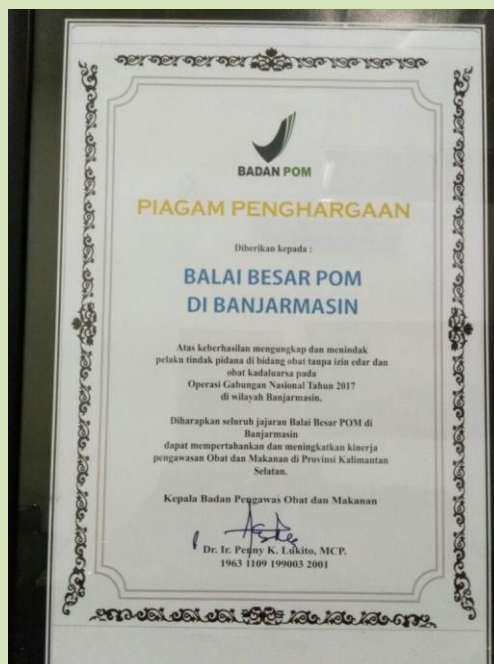 BADAN POM
PIAGAM PENGHARGAAN
Diberikan kepada :
BALAI BESAR POM
DI BANJARMASIN
Atas keberhasilan mengungkap dan menindak
pelaku tindak pidana di bidang obat tanpa izin edar dan
obat kadaluarsa pada
Operasi Gabungan Nasional Tahun 2017
di wilayah Banjarmasin.
Diharapkan seluruh jajaran Balai Besar POM di
Banjarmasin
dapat mempertahankan dan meningkatkan kinerja
pengawasan Obat dan Makanan di Provinsi Kalimantan
Selatan.
Kepala Badan Pengawas Obat dan Makanan
Dr. Ir. Penny K. Lukito, MCP.
1963 1109 199003 2001